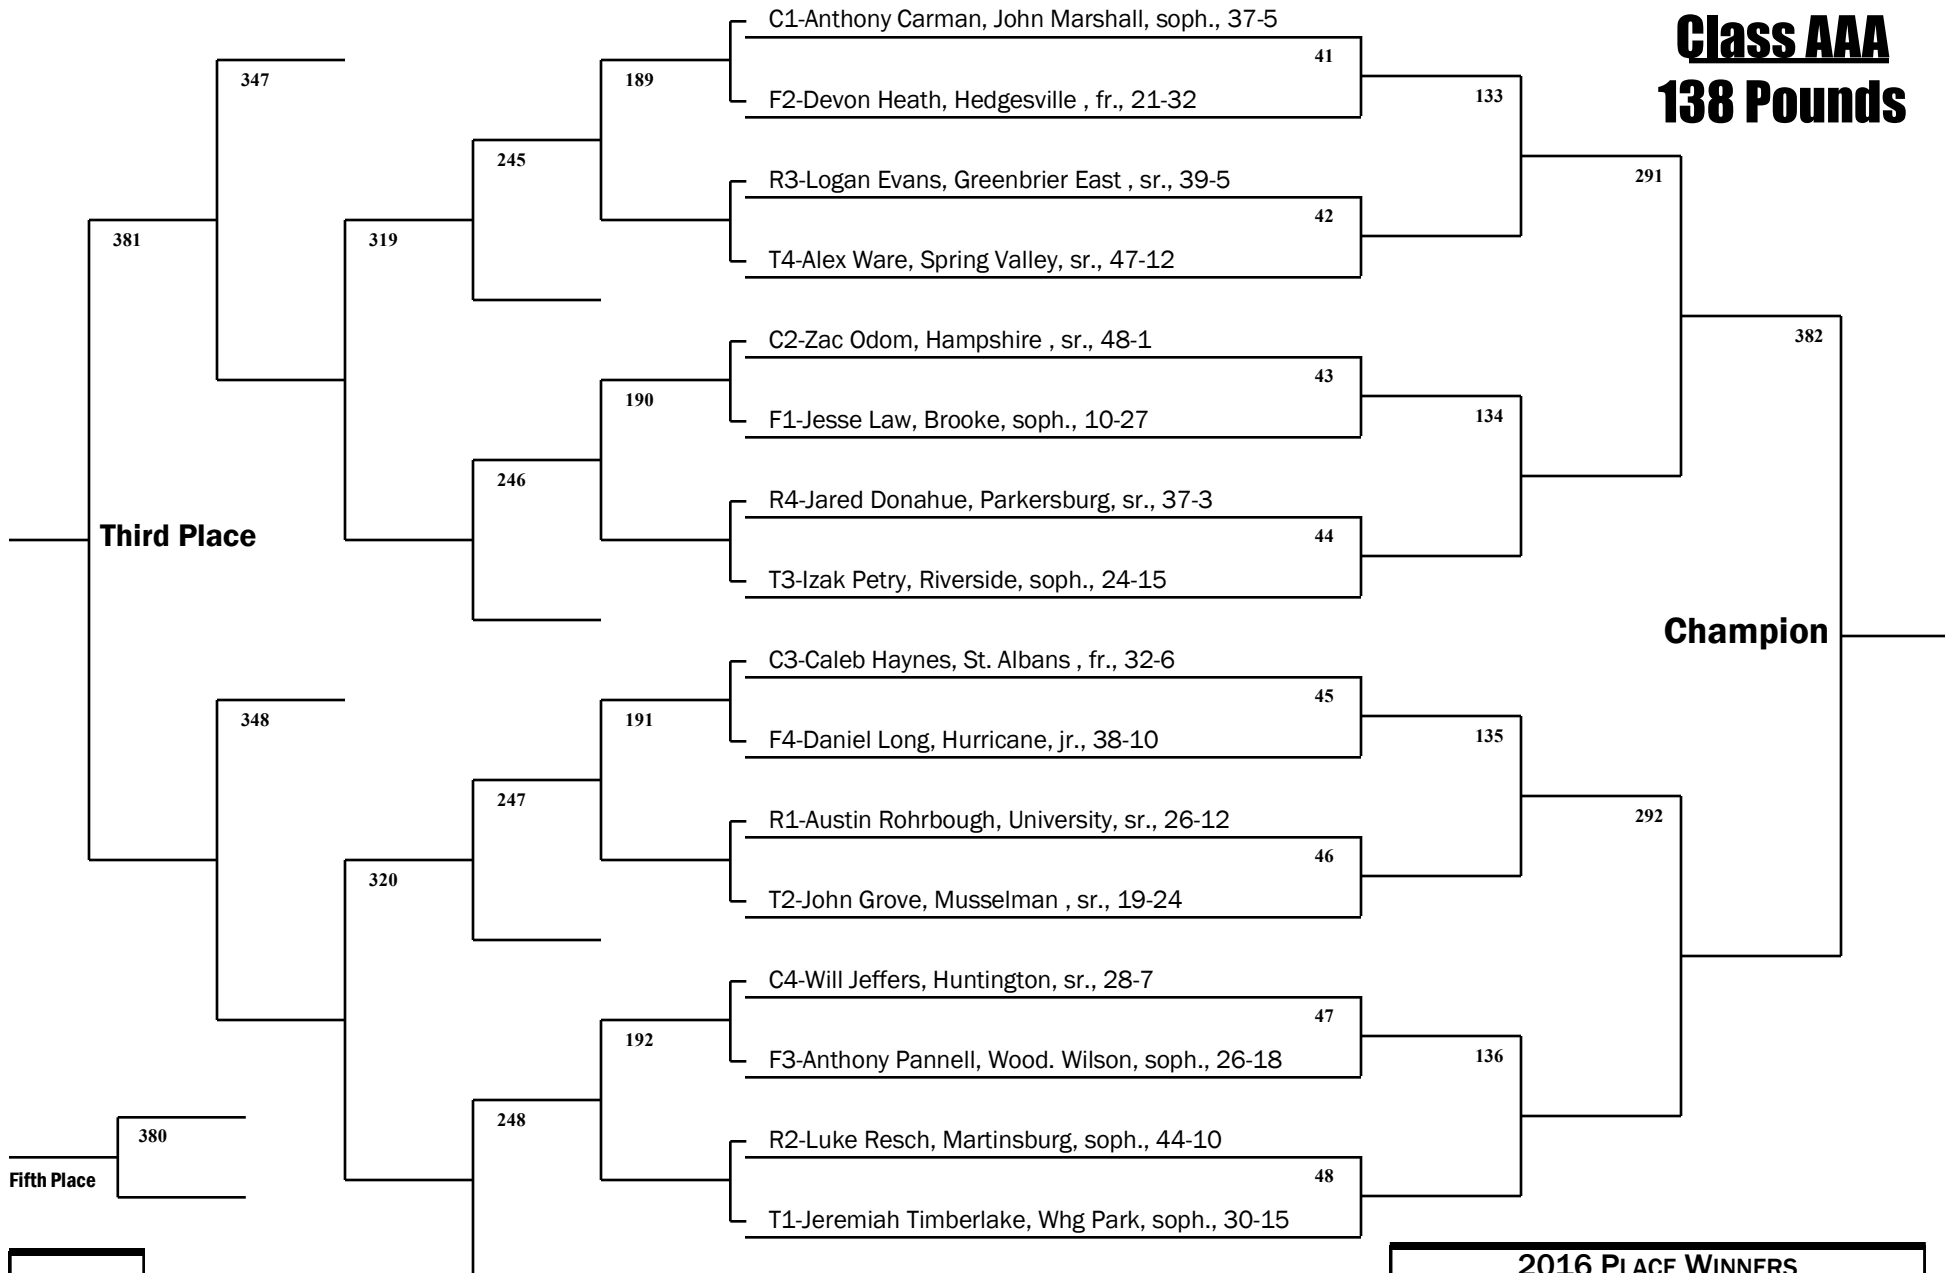 Class AAA
138 Pounds
C1-Anthony Carman, John Marshall, soph., 37-5
41
F2-Devon Heath, Hedgesville , fr., 21-32
R3-Logan Evans, Greenbrier East , sr., 39-5
42
T4-Alex Ware, Spring Valley, sr., 47-12
C2-Zac Odom, Hampshire , sr., 48-1
43
F1-Jesse Law, Brooke, soph., 10-27
R4-Jared Donahue, Parkersburg, sr., 37-3
44
T3-Izak Petry, Riverside, soph., 24-15
C3-Caleb Haynes, St. Albans , fr., 32-6
45
F4-Daniel Long, Hurricane, jr., 38-10
R1-Austin Rohrbough, University, sr., 26-12
46
T2-John Grove, Musselman , sr., 19-24
C4-Will Jeffers, Huntington, sr., 28-7
47
F3-Anthony Pannell, Wood. Wilson, soph., 26-18
R2-Luke Resch, Martinsburg, soph., 44-10
48
T1-Jeremiah Timberlake, Whg Park, soph., 30-15
133
134
135
136
291
292
382
Champion
189
190
191
192
245
246
247
248
319
320
347
348
381
Third Place
380
Fifth Place
2016 PLACE WINNERS